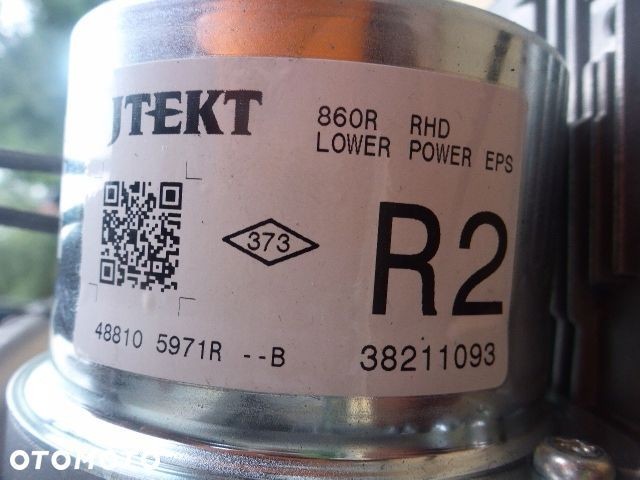 JTEKT
860R RHD
LOWER POWER EPS
373
R2
48810 5971R --B
38211093
OTOMOTO